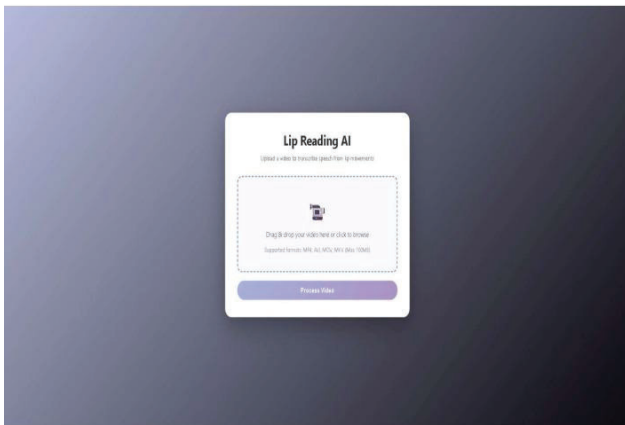 Lip Reading AI
Upload a video to transcribe speech from lip movements
Drag & drop your video here or click to browse
Supported formats: MP4, AVI, MOV, MKV (Max 100MB)
Process Video